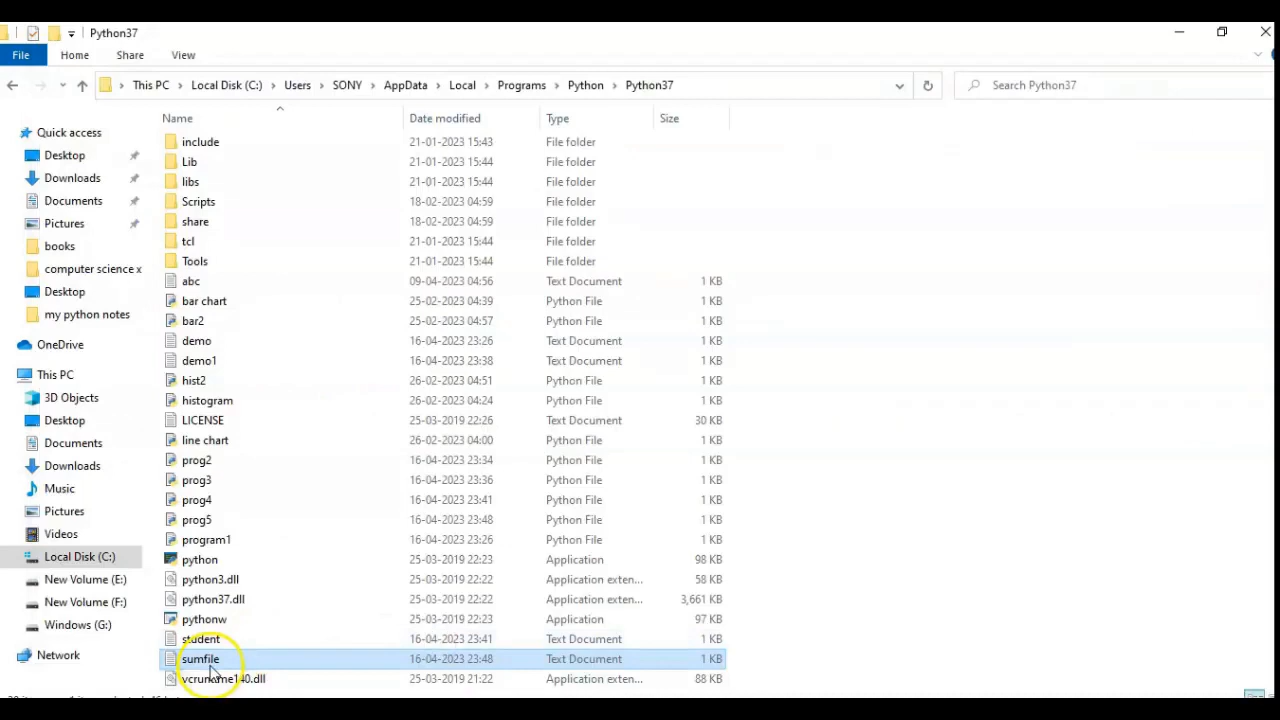 Python37
File Home Share View
This PC Local Disk (C:) Users SONY AppData Local Programs Python Python37 Search Python37
Name Date modified Type Size
Quick access
Desktop
Downloads
Documents
Pictures
books
computer science x
Desktop
my python notes
OneDrive
This PC
3D Objects
Desktop
Documents
Downloads
Music
Pictures
Videos
Local Disk (C:)
New Volume (E:)
New Volume (F:)
Windows (G:)
Network
include 21-01-2023 15:43 File folder
Lib 21-01-2023 15:44 File folder
libs 21-01-2023 15:44 File folder
Scripts 18-02-2023 04:59 File folder
share 18-02-2023 04:59 File folder
tcl 21-01-2023 15:44 File folder
Tools 21-01-2023 15:44 File folder
abc 09-04-2023 04:56 Text Document 1 KB
bar chart 25-02-2023 04:39 Python File 1 KB
bar2 25-02-2023 04:57 Python File 1 KB
demo 16-04-2023 23:26 Text Document 1 KB
demo1 16-04-2023 23:38 Text Document 1 KB
hist2 26-02-2023 04:51 Python File 1 KB
histogram 26-02-2023 04:24 Python File 1 KB
LICENSE 25-03-2019 22:26 Text Document 30 KB
line chart 26-02-2023 04:00 Python File 1 KB
prog2 16-04-2023 23:34 Python File 1 KB
prog3 16-04-2023 23:36 Python File 1 KB
prog4 16-04-2023 23:41 Python File 1 KB
prog5 16-04-2023 23:48 Python File 1 KB
program1 16-04-2023 23:26 Python File 1 KB
python 25-03-2019 22:23 Application 98 KB
python3.dll 25-03-2019 22:22 Application exten... 58 KB
python37.dll 25-03-2019 22:22 Application exten... 3,661 KB
pythonw 25-03-2019 22:23 Application 97 KB
student 16-04-2023 23:41 Text Document 1 KB
sumfile 16-04-2023 23:48 Text Document 1 KB
vcruntime140.dll 25-03-2019 21:22 Application exten... 88 KB